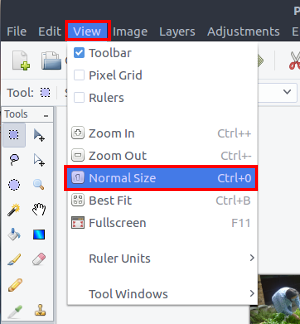 P
File Edit View Image Layers Adjustments E
Toolbar
Pixel Grid
Rulers
Tool:
Tools
Zoom In Ctrl++
Zoom Out Ctrl+-
Normal Size Ctrl+0
Best Fit Ctrl+B
Fullscreen F11
Ruler Units
Tool Windows